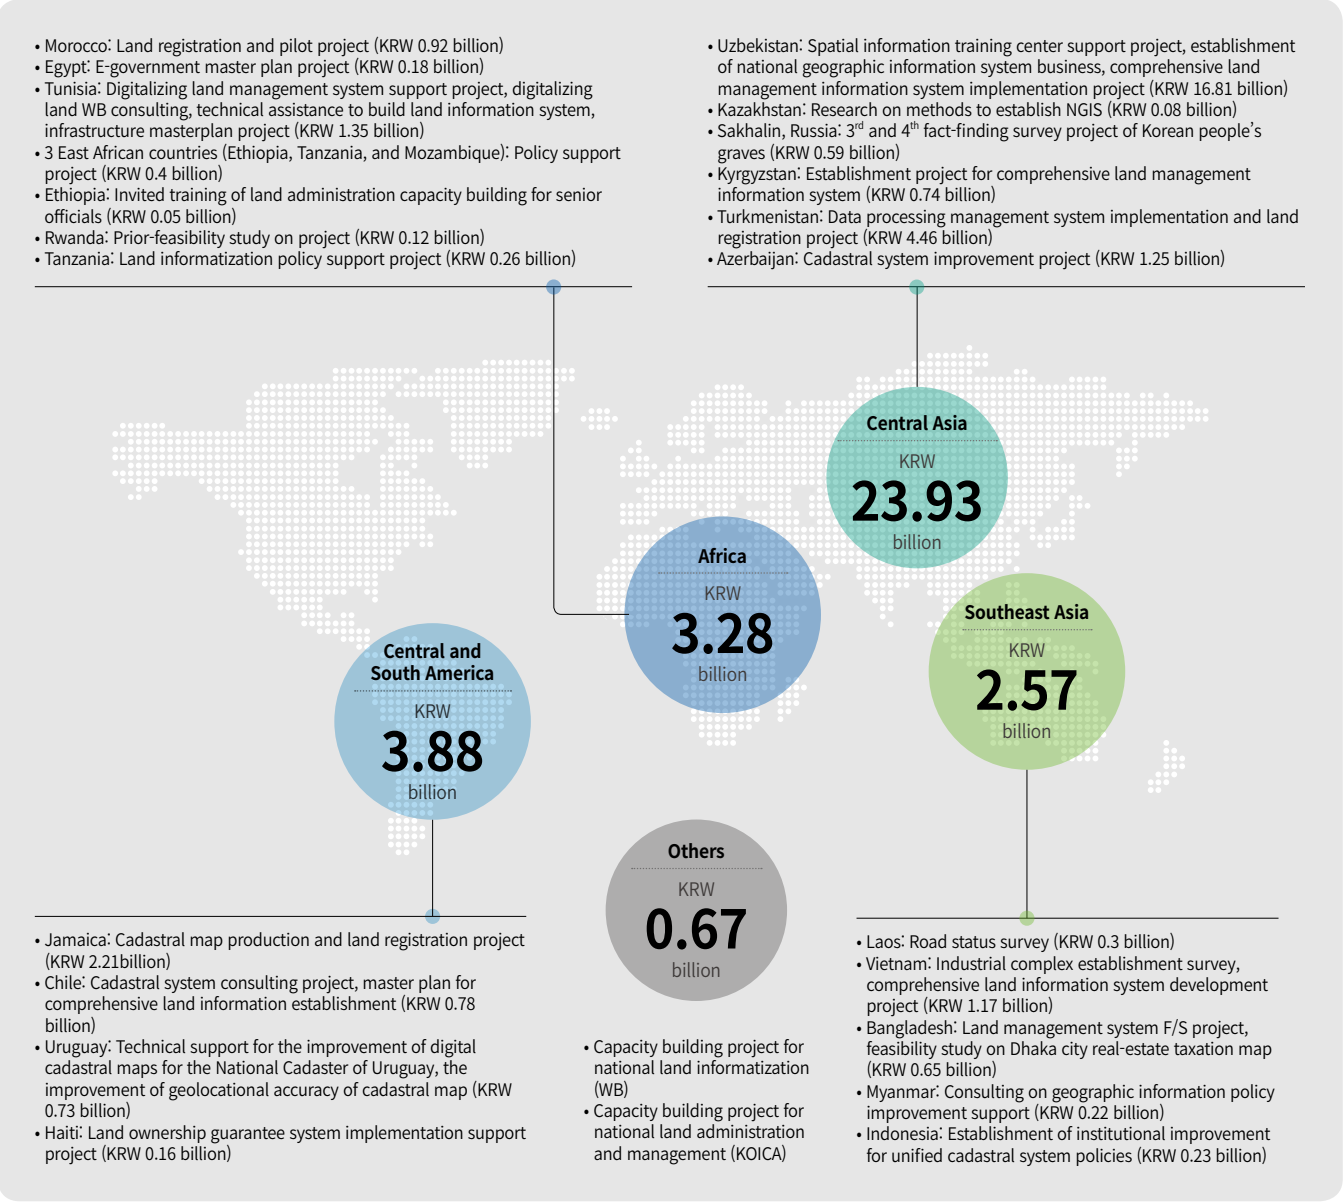 • Morocco: Land registration and pilot project (KRW 0.92 billion)
• Egypt: E-government master plan project (KRW 0.18 billion)
• Tunisia: Digitalizing land management system support project, digitalizing
land WB consulting, technical assistance to build land information system,
infrastructure masterplan project (KRW 1.35 billion)
• 3 East African countries (Ethiopia, Tanzania, and Mozambique): Policy support
project (KRW 0.4 billion)
• Ethiopia: Invited training of land administration capacity building for senior
officials (KRW 0.05 billion)
• Rwanda: Prior-feasibility study on project (KRW 0.12 billion)
• Tanzania: Land informatization policy support project (KRW 0.26 billion)
• Uzbekistan: Spatial information training center support project, establishment
of national geographic information system business, comprehensive land
management information system implementation project (KRW 16.81 billion)
• Kazakhstan: Research on methods to establish NGIS (KRW 0.08 billion)
• Sakhalin, Russia: 3rd and 4th fact-finding survey project of Korean people's
graves (KRW 0.59 billion)
• Kyrgyzstan: Establishment project for comprehensive land management
information system (KRW 0.74 billion)
• Turkmenistan: Data processing management system implementation and land
registration project (KRW 4.46 billion)
• Azerbaijan: Cadastral system improvement project (KRW 1.25 billion)
Central Asia
KRW
23.93
billion
Africa
KRW
3.28
billion
Southeast Asia
KRW
2.57
billion
Central and
South America
KRW
3.88
billion
Others
KRW
0.67
billion
• Jamaica: Cadastral map production and land registration project
(KRW 2.21billion)
• Chile: Cadastral system consulting project, master plan for
comprehensive land information establishment (KRW 0.78
billion)
• Uruguay: Technical support for the improvement of digital
cadastral maps for the National Cadaster of Uruguay, the
improvement of geolocational accuracy of cadastral map (KRW
0.73 billion)
• Haiti: Land ownership guarantee system implementation support
project (KRW 0.16 billion)
• Capacity building project for
national land informatization
(WB)
• Capacity building project for
national land administration
and management (KOICA)
• Laos: Road status survey (KRW 0.3 billion)
• Vietnam: Industrial complex establishment survey,
comprehensive land information system development
project (KRW 1.17 billion)
• Bangladesh: Land management system F/S project,
feasibility study on Dhaka city real-estate taxation map
(KRW 0.65 billion)
• Myanmar: Consulting on geographic information policy
improvement support (KRW 0.22 billion)
• Indonesia: Establishment of institutional improvement
for unified cadastral system policies (KRW 0.23 billion)